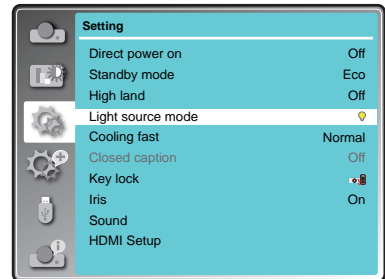 Setting
Direct power on Off
Standby mode Eco
High land Off
Light source mode
Cooling fast Normal
Closed caption Off
Key lock
Iris On
Sound
HDMI Setup